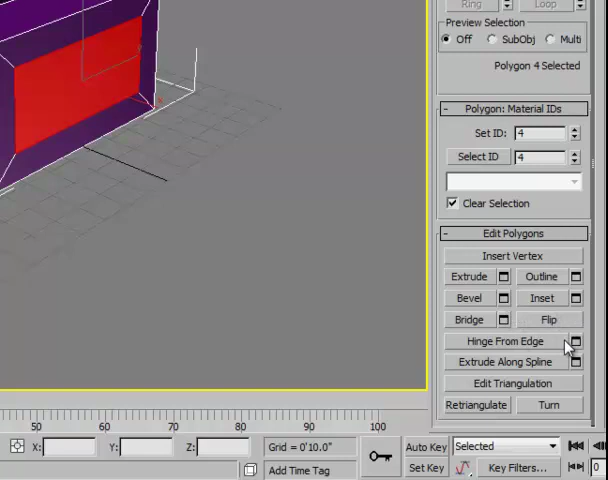 Ring Loop
Preview Selection
Off SubObj Multi
Polygon 4 Selected
- Polygon: Material IDs
Set ID: 4
Select ID 4
Clear Selection
- Edit Polygons
Insert Vertex
Extrude Outline
Bevel Inset
Bridge Flip
Hinge From Edge
Extrude Along Spline
Edit Triangulation
Retriangulate Turn
50 60 70 80 90 100
X: Y: Z: Grid = 0'10.0" Auto Key Selected
Add Time Tag Set Key Key Filters... 0